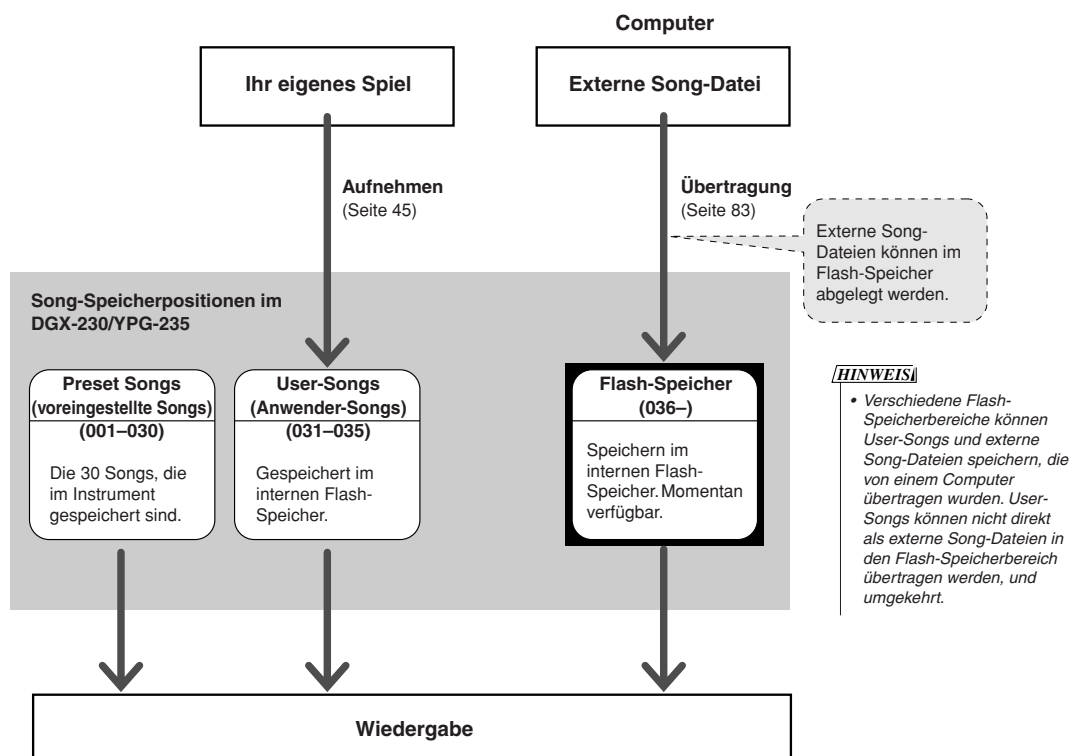 Computer
Ihr eigenes Spiel
Externe Song-Datei
Aufnehmen
(Seite 45)
Übertragung
(Seite 83)
Externe Song-
Dateien können im
Flash-Speicher
abgelegt werden.
Song-Speicherpositionen im
DGX-230/YPG-235
Preset Songs
(voreingestellte Songs)
(001–030)
Die 30 Songs, die
im Instrument
gespeichert sind.
User-Songs
(Anwender-Songs)
(031–035)
Gespeichert im
internen Flash-
Speicher.
Flash-Speicher
(036–)
Speichern im
internen Flash-
Speicher. Momentan
verfügbar.
HINWEIS
• Verschiedene Flash-
Speicherbereiche können
User-Songs und externe
Song-Dateien speichern, die
von einem Computer
übertragen wurden. User-
Songs können nicht direkt
als externe Song-Dateien in
den Flash-Speicherbereich
übertragen werden, und
umgekehrt.
Wiedergabe